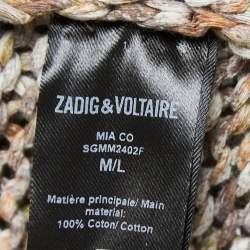 ZADIG&VOLTAIRE
MIA CO
SGMM2402F
M/L
Matière principale/ Main
material:
100% Coton/ Cotton